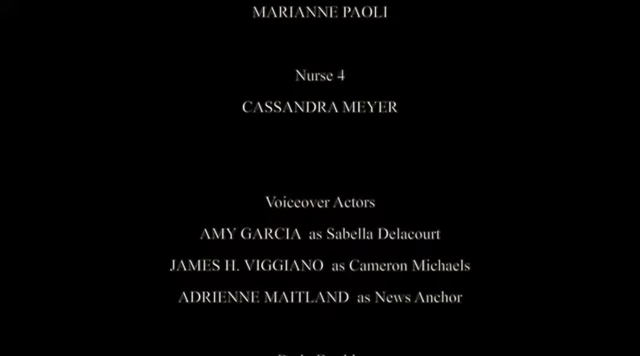 MARIANNE PAOLI
Nurse 4
CASSANDRA MEYER
Voiceover Actors
AMY GARCIA as Sabella Delacourt
JAMES H. VIGGIANO as Cameron Michaels
ADRIENNE MAITLAND as News Anchor